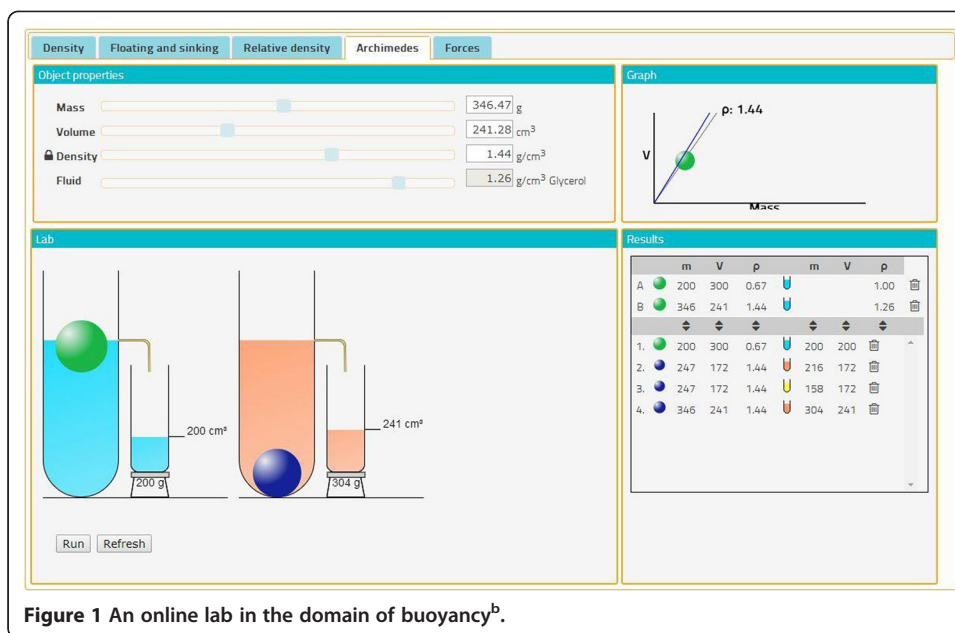 Density Floating and sinking Relative density Archimedes Forces
Object properties
Mass 346.47 g
Volume 241.28 cm³
Density 1.44 g/cm³
Fluid 1.26 g/cm³ Glycerol
Graph
ρ: 1.44
V
Mass
Lab
200 cm³
200 g
241 cm³
304 g
Run Refresh
Results
m V ρ m V ρ
A 200 300 0.67 1.00
B 346 241 1.44 1.26
1. 200 300 0.67 200 200
2. 247 172 1.44 216 172
3. 247 172 1.44 158 172
4. 346 241 1.44 304 241
Figure 1 An online lab in the domain of buoyancyᵇ.